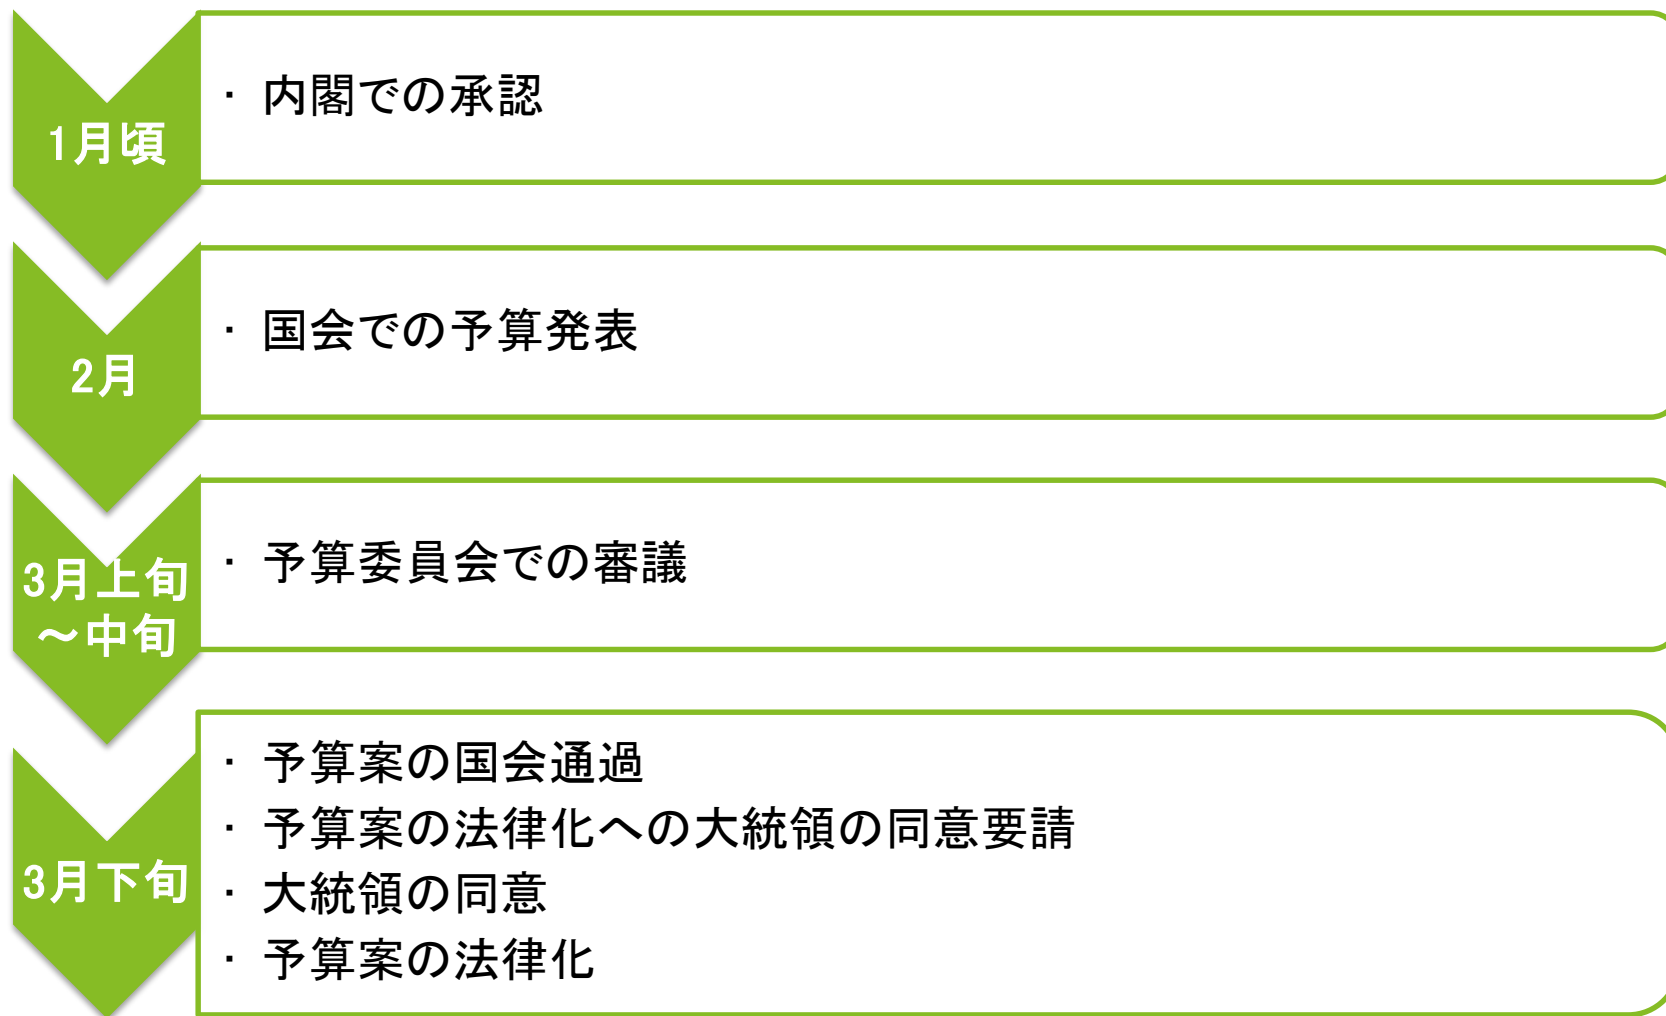 1月頃
・ 内閣での承認
2月
・ 国会での予算発表
3月上旬
～中旬
・ 予算委員会での審議
3月下旬
・ 予算案の国会通過
・ 予算案の法律化への大統領の同意要請
・ 大統領の同意
・ 予算案の法律化